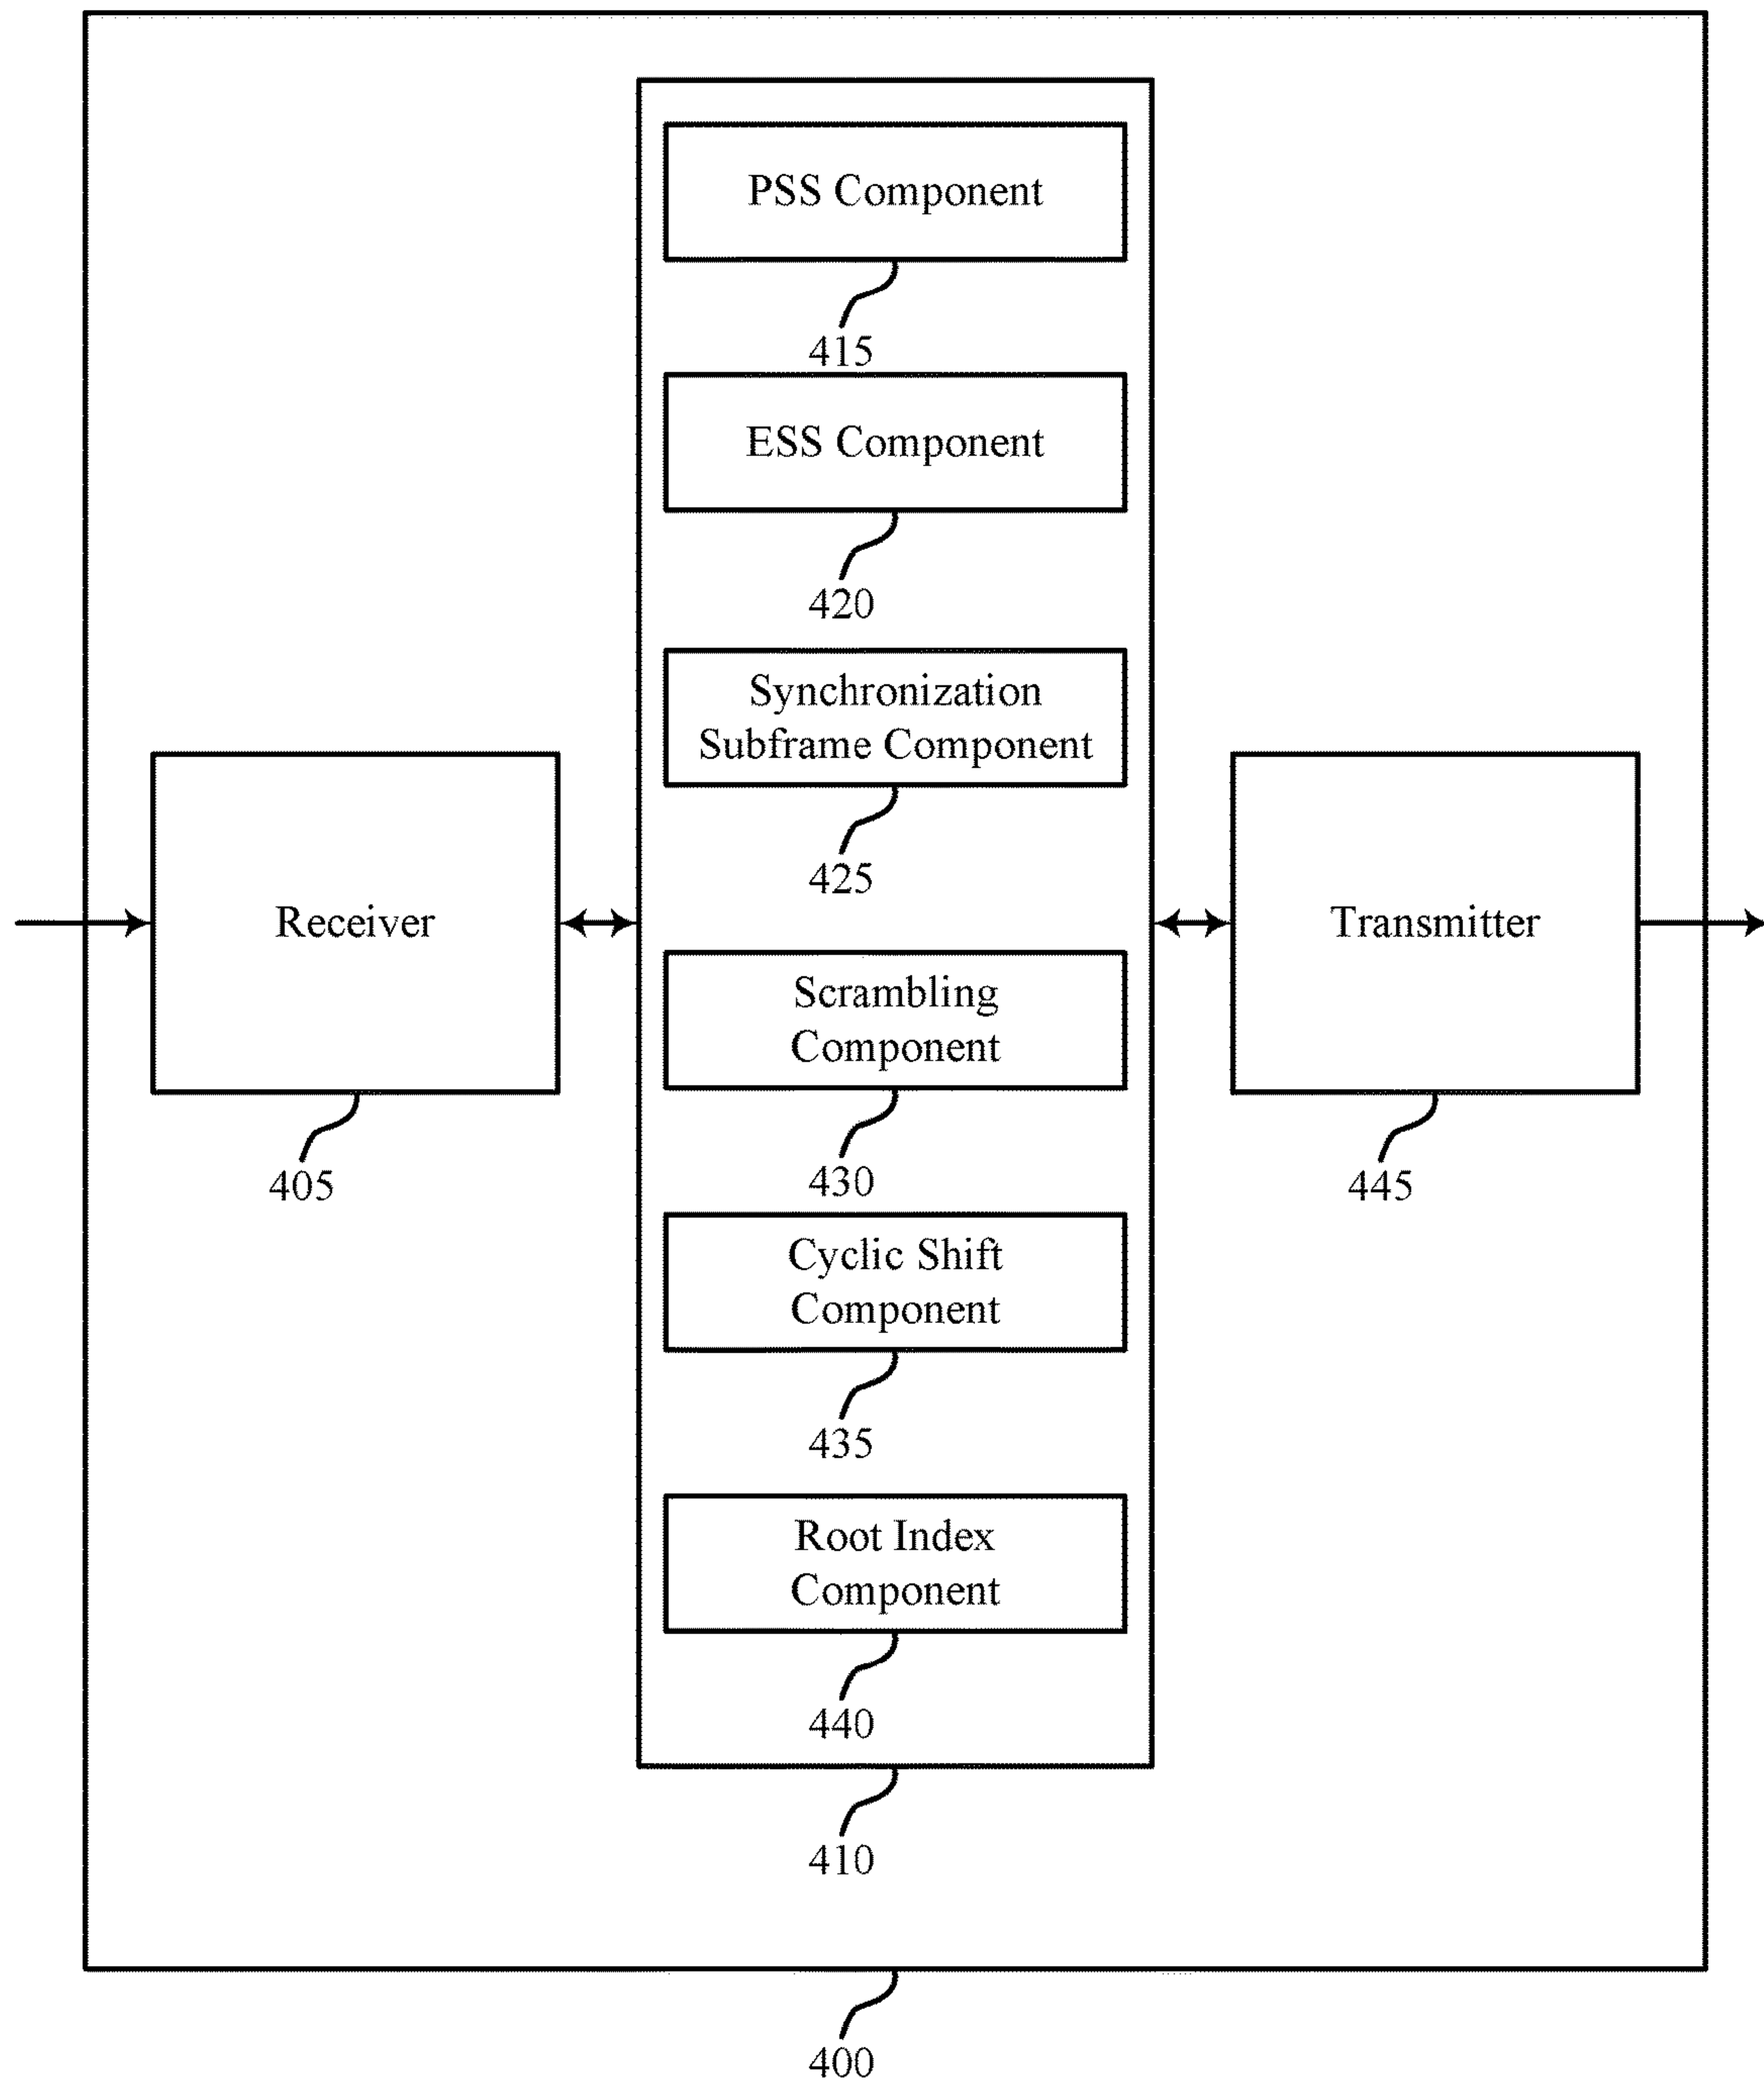 PSS Component
415
ESS Component
420
Synchronization
Subframe Component
425
Receiver
405
Transmitter
445
Scrambling
Component
430
Cyclic Shift
Component
435
Root Index
Component
440
410
400